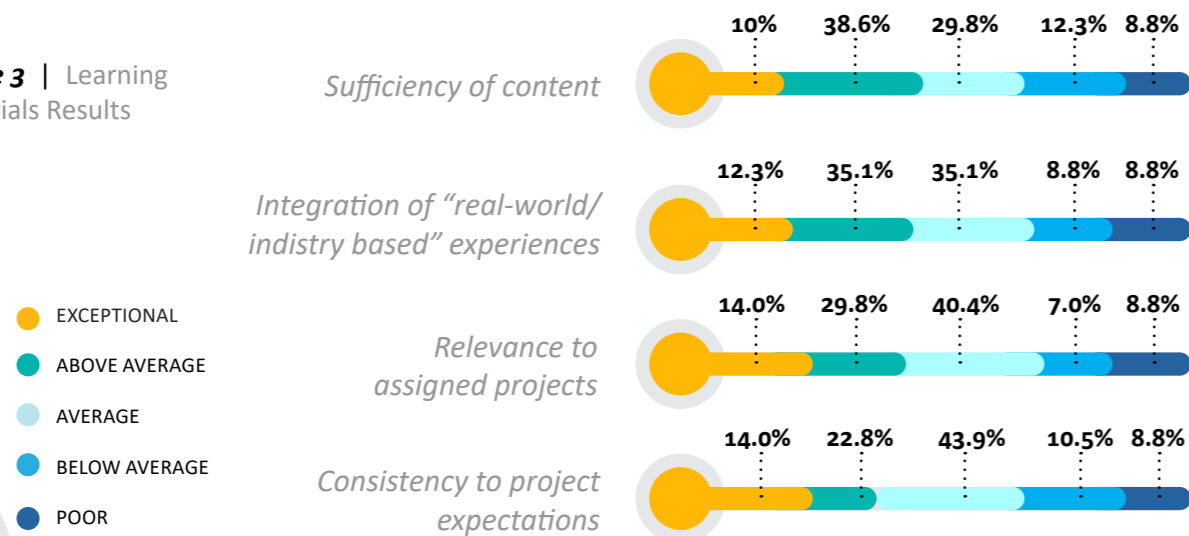 10% 38.6% 29.8% 12.3% 8.8%
3 | Learning
Results
Sufficiency of content
12.3% 35.1% 35.1% 8.8% 8.8%
Integration of “real-world/
indistry based” experiences
14.0% 29.8% 40.4% 7.0% 8.8%
Relevance to
assigned projects
14.0% 22.8% 43.9% 10.5% 8.8%
Consistency to project
expectations
EXCEPTIONAL
ABOVE AVERAGE
AVERAGE
BELOW AVERAGE
POOR